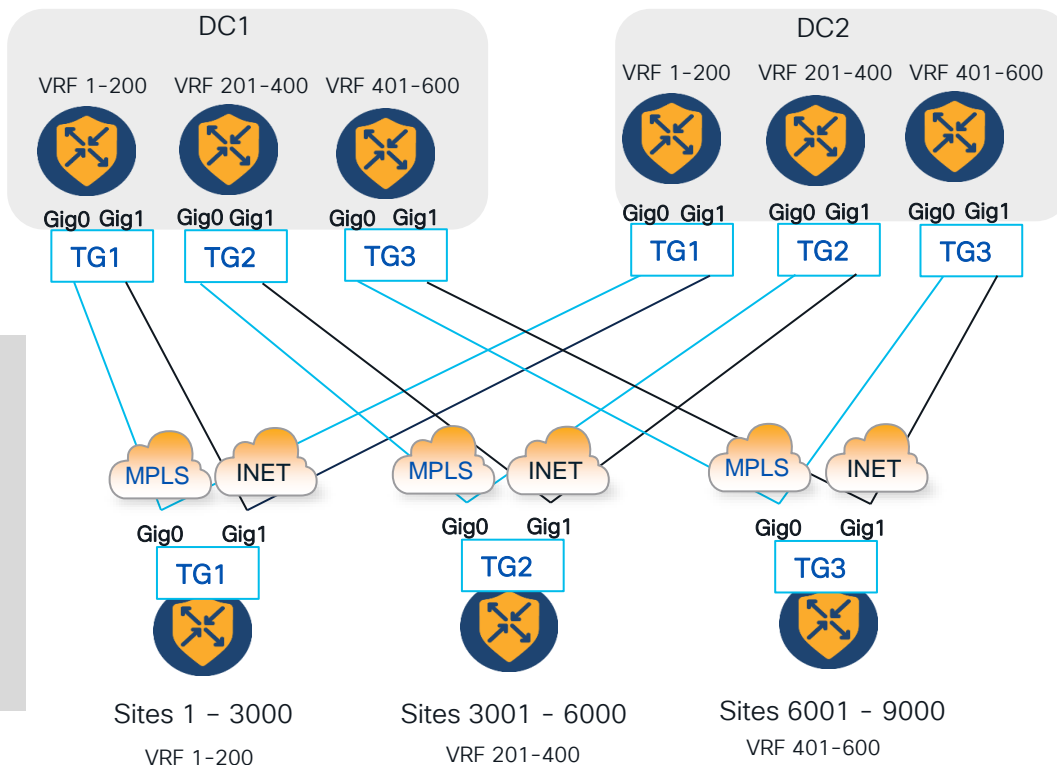 DC1
DC2
VRF 1-200
VRF 201-400
VRF 401-600
VRF 1-200
VRF 201-400
VRF 401-600
Gig0 Gig1
Gig0 Gig1
Gig0 Gig1
Gig0 Gig1
Gig0 Gig1
Gig0 Gig1
TG1
TG2
TG3
TG1
TG2
TG3
MPLS
INET
MPLS
INET
MPLS
INET
Gig0
Gig1
Gig0
Gig1
Gig0
Gig1
TG1
TG2
TG3
Sites 1 - 3000
Sites 3001 - 6000
Sites 6001 - 9000
VRF 1-200
VRF 201-400
VRF 401-600